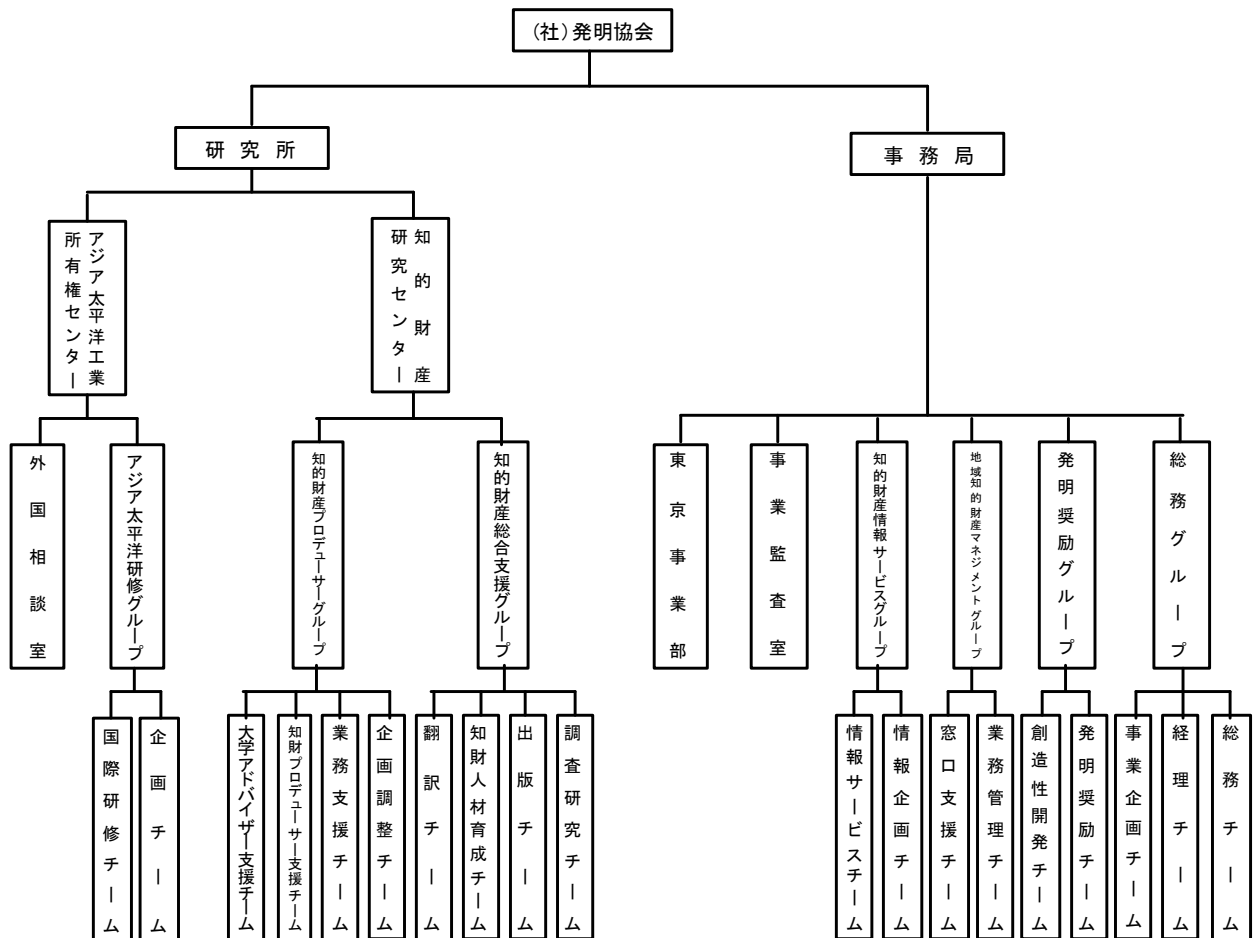 (社)発明協会
研究所
事務局
アジア太平洋工業
所有権センター
知的財産
研究センター
外国相談室
アジア太平洋研修グループ
知的財産プロデューサーグループ
知的財産総合支援グループ
東京事業部
事業監査室
知的財産情報サービスグループ
地域知的財産マネジメントグループ
発明奨励グループ
総務グループ
国際研修チーム
企画チーム
大学アドバイザー支援チーム
知財プロデューサー支援チーム
業務支援チーム
企画調整チーム
翻訳チーム
知財人材育成チーム
出版チーム
調査研究チーム
情報サービスチーム
情報企画チーム
窓口支援チーム
業務管理チーム
創造性開発チーム
発明奨励チーム
事業企画チーム
経理チーム
総務チーム